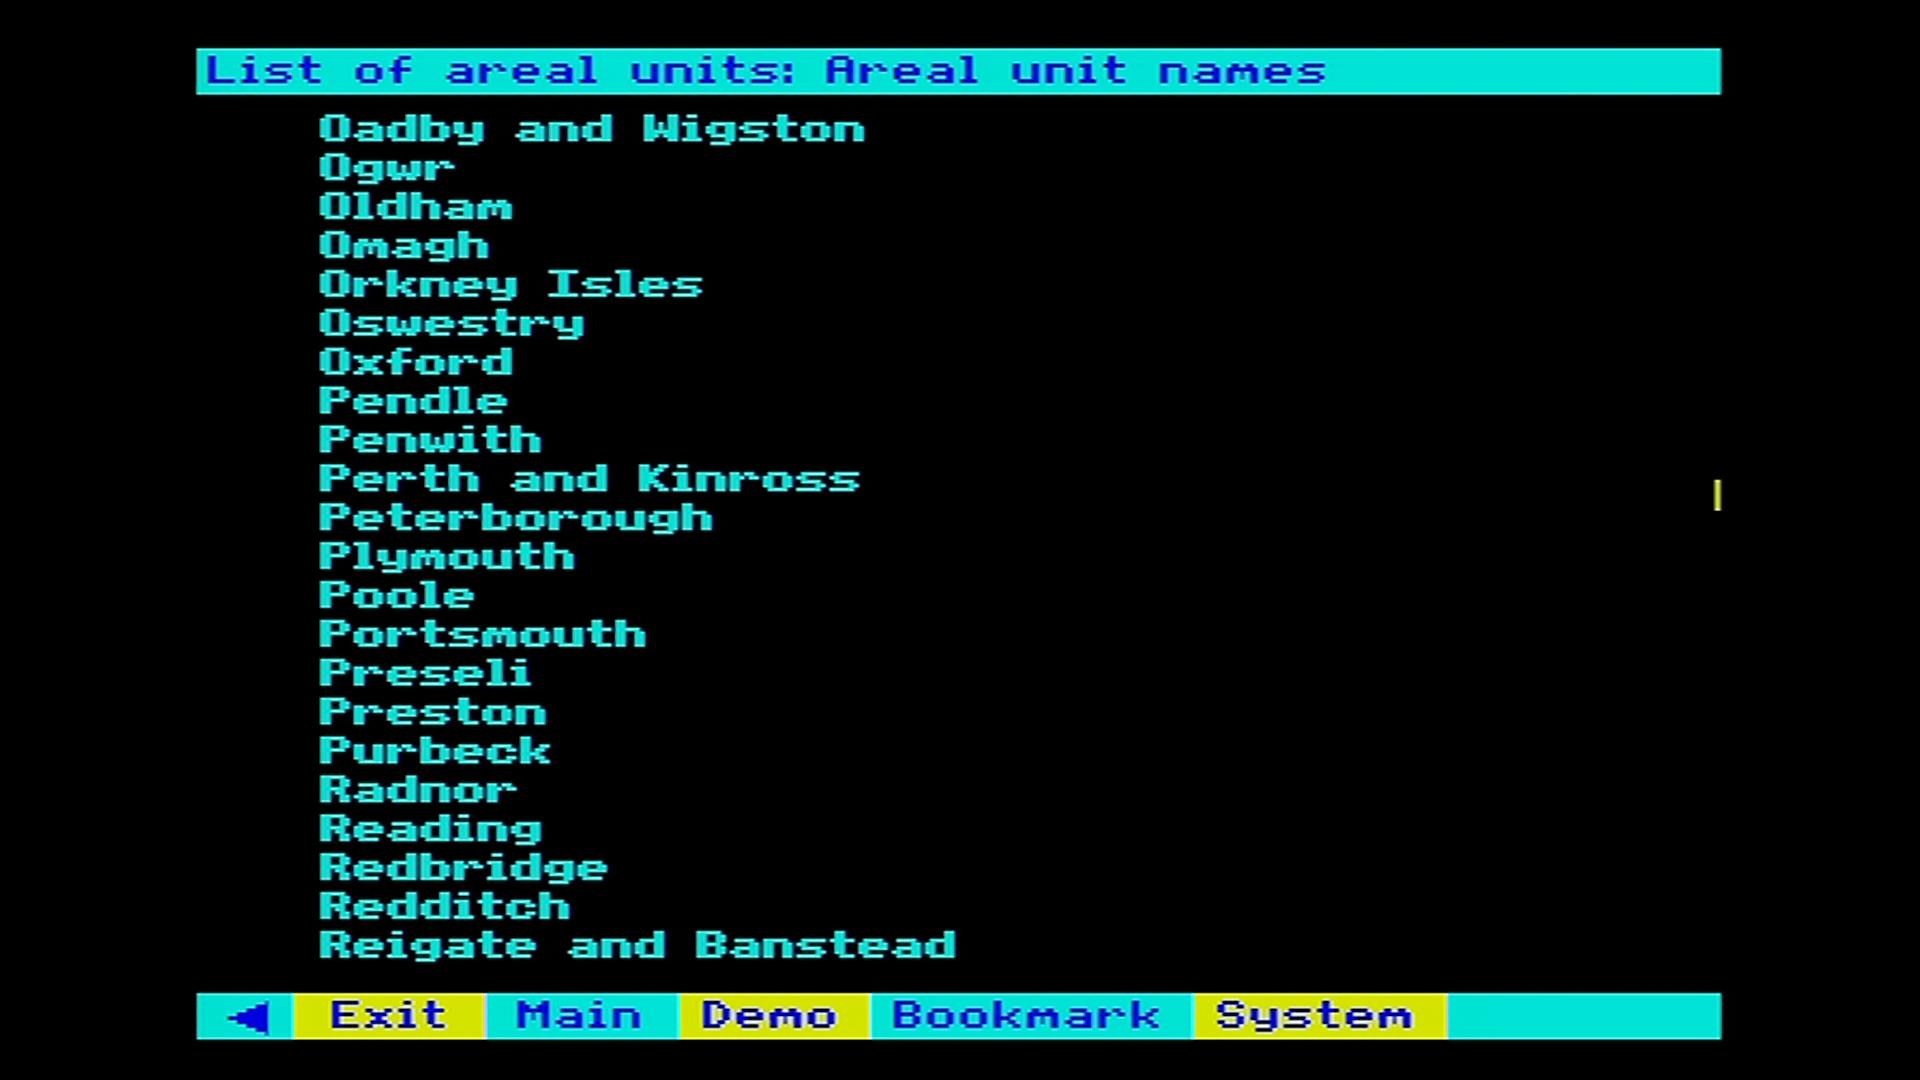 List of areal units: Areal unit names
Oadby and Wigston
Ogwr
Oldham
Omagh
Orkney Isles
Oswestry
Oxford
Pendle
Penwith
Perth and Kinross
Peterborough
Plymouth
Poole
Portsmouth
Preseli
Preston
Purbeck
Radnor
Reading
Redbridge
Redditch
Reigate and Banstead
Exit Main Demo Bookmark System